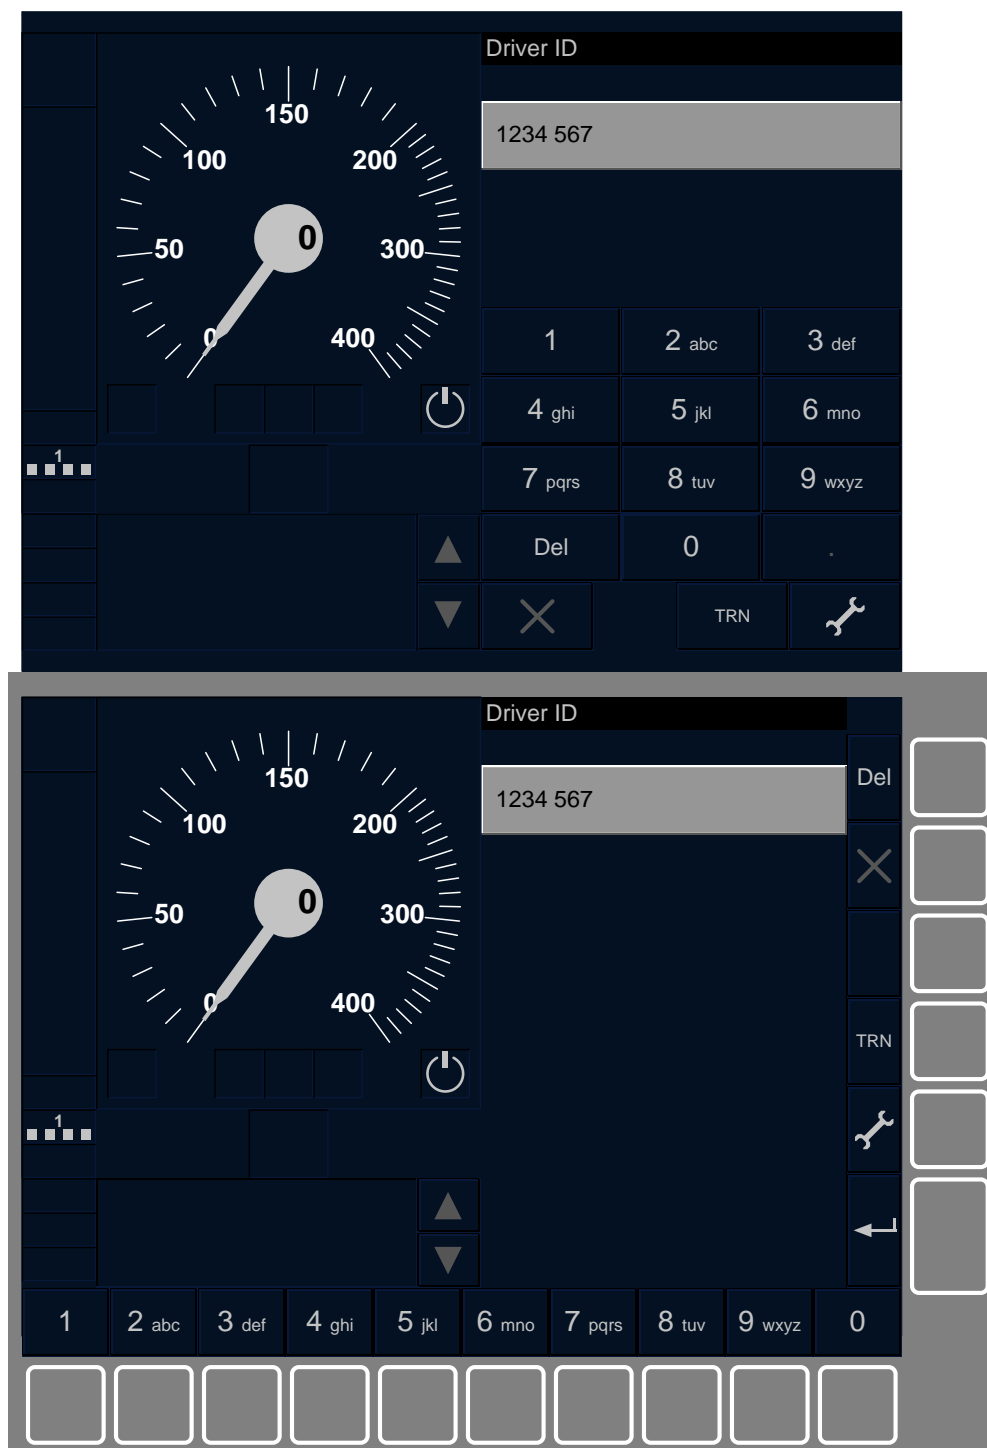 Driver ID
1234 567
150
100
200
50
0
300
0
400
1
2 abc
3 def
4 ghi
5 jkl
6 mno
7 pqrs
8 tuv
9 wxyz
Del
0
.
TRN
1
Driver ID
1234 567
150
100
200
50
0
300
0
400
1
Del
TRN
1
2 abc
3 def
4 ghi
5 jkl
6 mno
7 pqrs
8 tuv
9 wxyz
0